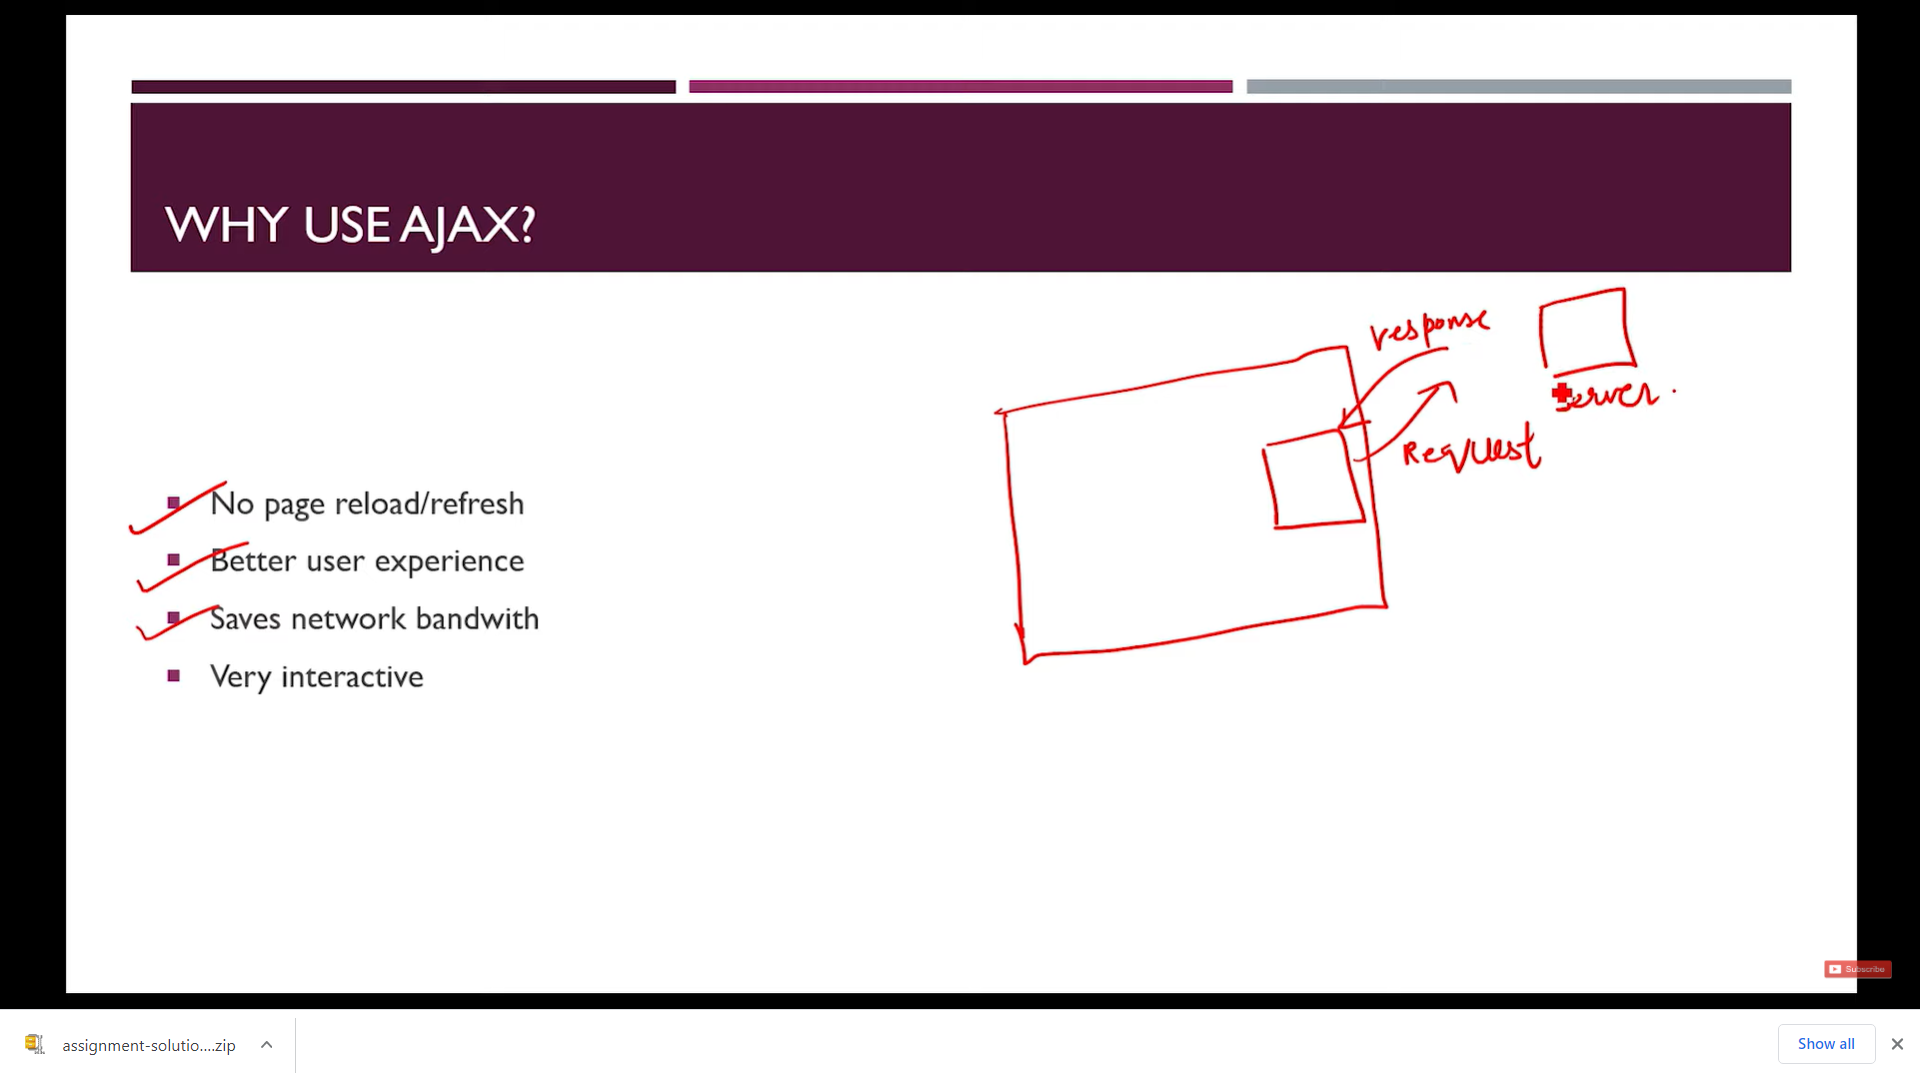 WHY USE AJAX?
response
Server.
Request
No page reload/refresh
Better user experience
Saves network bandwith
Very interactive
Subscribe
assignment-solutio....zip
Show all